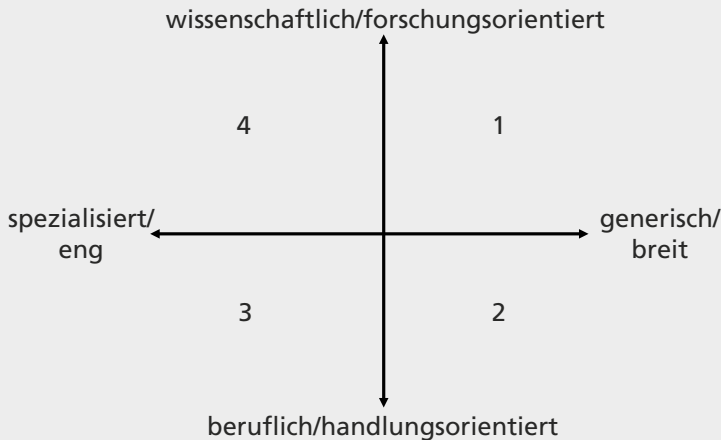 wissenschaftlich/forschungsorientiert
4
1
spezialisiert/
eng
generisch/
breit
3
2
beruflich/handlungsorientiert